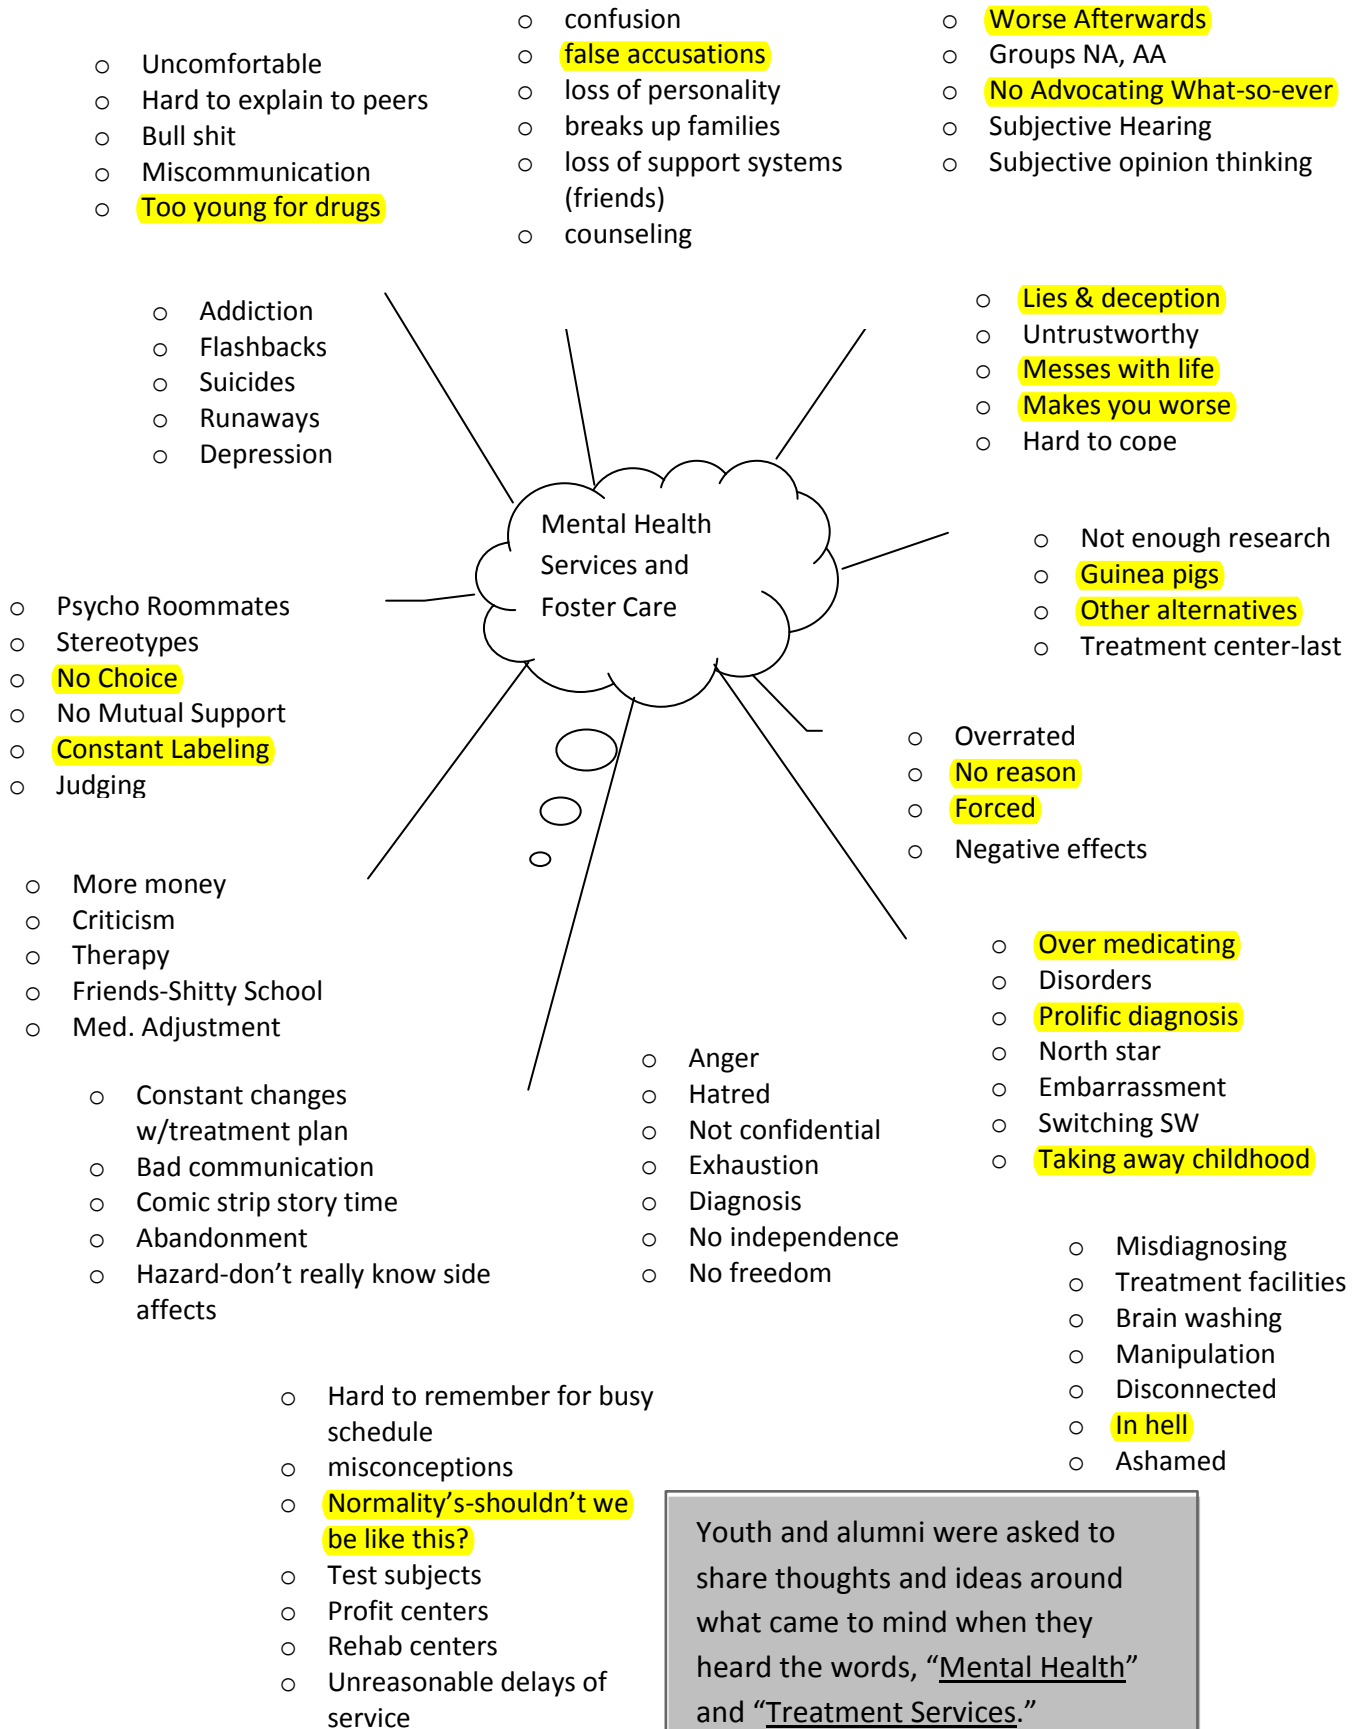 o Uncomfortable
o Hard to explain to peers
o Bull shit
o Miscommunication
o Too young for drugs
o confusion
o false accusations
o loss of personality
o breaks up families
o loss of support systems
(friends)
o counseling
o Worse Afterwards
o Groups NA, AA
o No Advocating What-so-ever
o Subjective Hearing
o Subjective opinion thinking
o Addiction
o Flashbacks
o Suicides
o Runaways
o Depression
o Lies & deception
o Untrustworthy
o Messes with life
o Makes you worse
o Hard to cope
Mental Health
Services and
Foster Care
o Not enough research
o Guinea pigs
o Other alternatives
o Treatment center-last
o Psycho Roommates
o Stereotypes
o No Choice
o No Mutual Support
o Constant Labeling
o Judging
o Overrated
o No reason
o Forced
o Negative effects
o More money
o Criticism
o Therapy
o Friends-Shitty School
o Med. Adjustment
o Over medicating
o Disorders
o Prolific diagnosis
o North star
o Embarrassment
o Switching SW
o Taking away childhood
o Constant changes
w/treatment plan
o Bad communication
o Comic strip story time
o Abandonment
o Hazard-don’t really know side
affects
o Anger
o Hatred
o Not confidential
o Exhaustion
o Diagnosis
o No independence
o No freedom
o Misdiagnosing
o Treatment facilities
o Brain washing
o Manipulation
o Disconnected
o In hell
o Ashamed
o Hard to remember for busy
schedule
o misconceptions
o Normality’s-shouldn’t we
be like this?
o Test subjects
o Profit centers
o Rehab centers
o Unreasonable delays of
service
Youth and alumni were asked to
share thoughts and ideas around
what came to mind when they
heard the words, “Mental Health”
and “Treatment Services.”